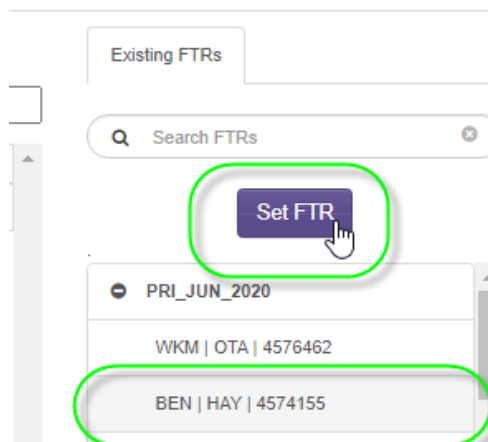 Existing FTRs
Search FTRs
Set FTR
PRI_JUN_2020
WKM | OTA | 4576462
BEN | HAY | 4574155